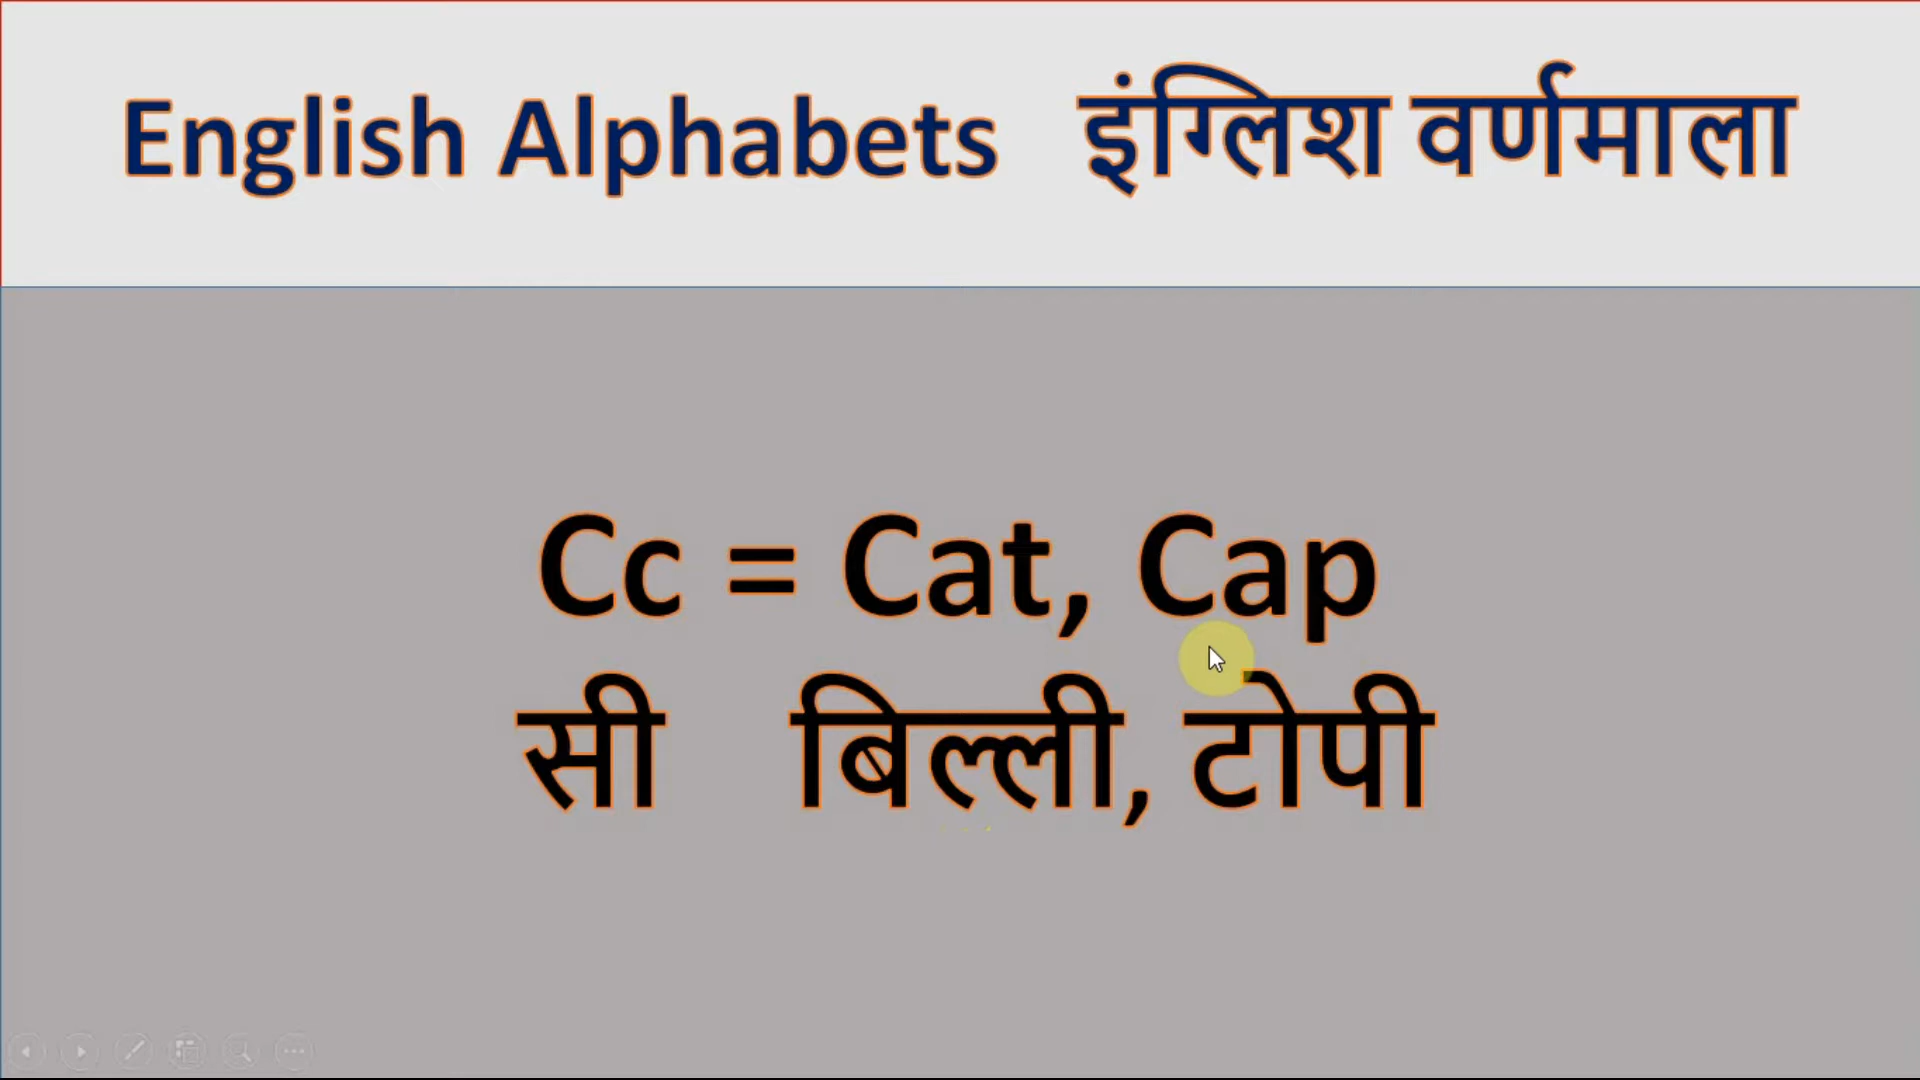 English Alphabets   इंग्लिश वर्णमाला
Cc = Cat, Cap
सी   बिल्ली, टोपी